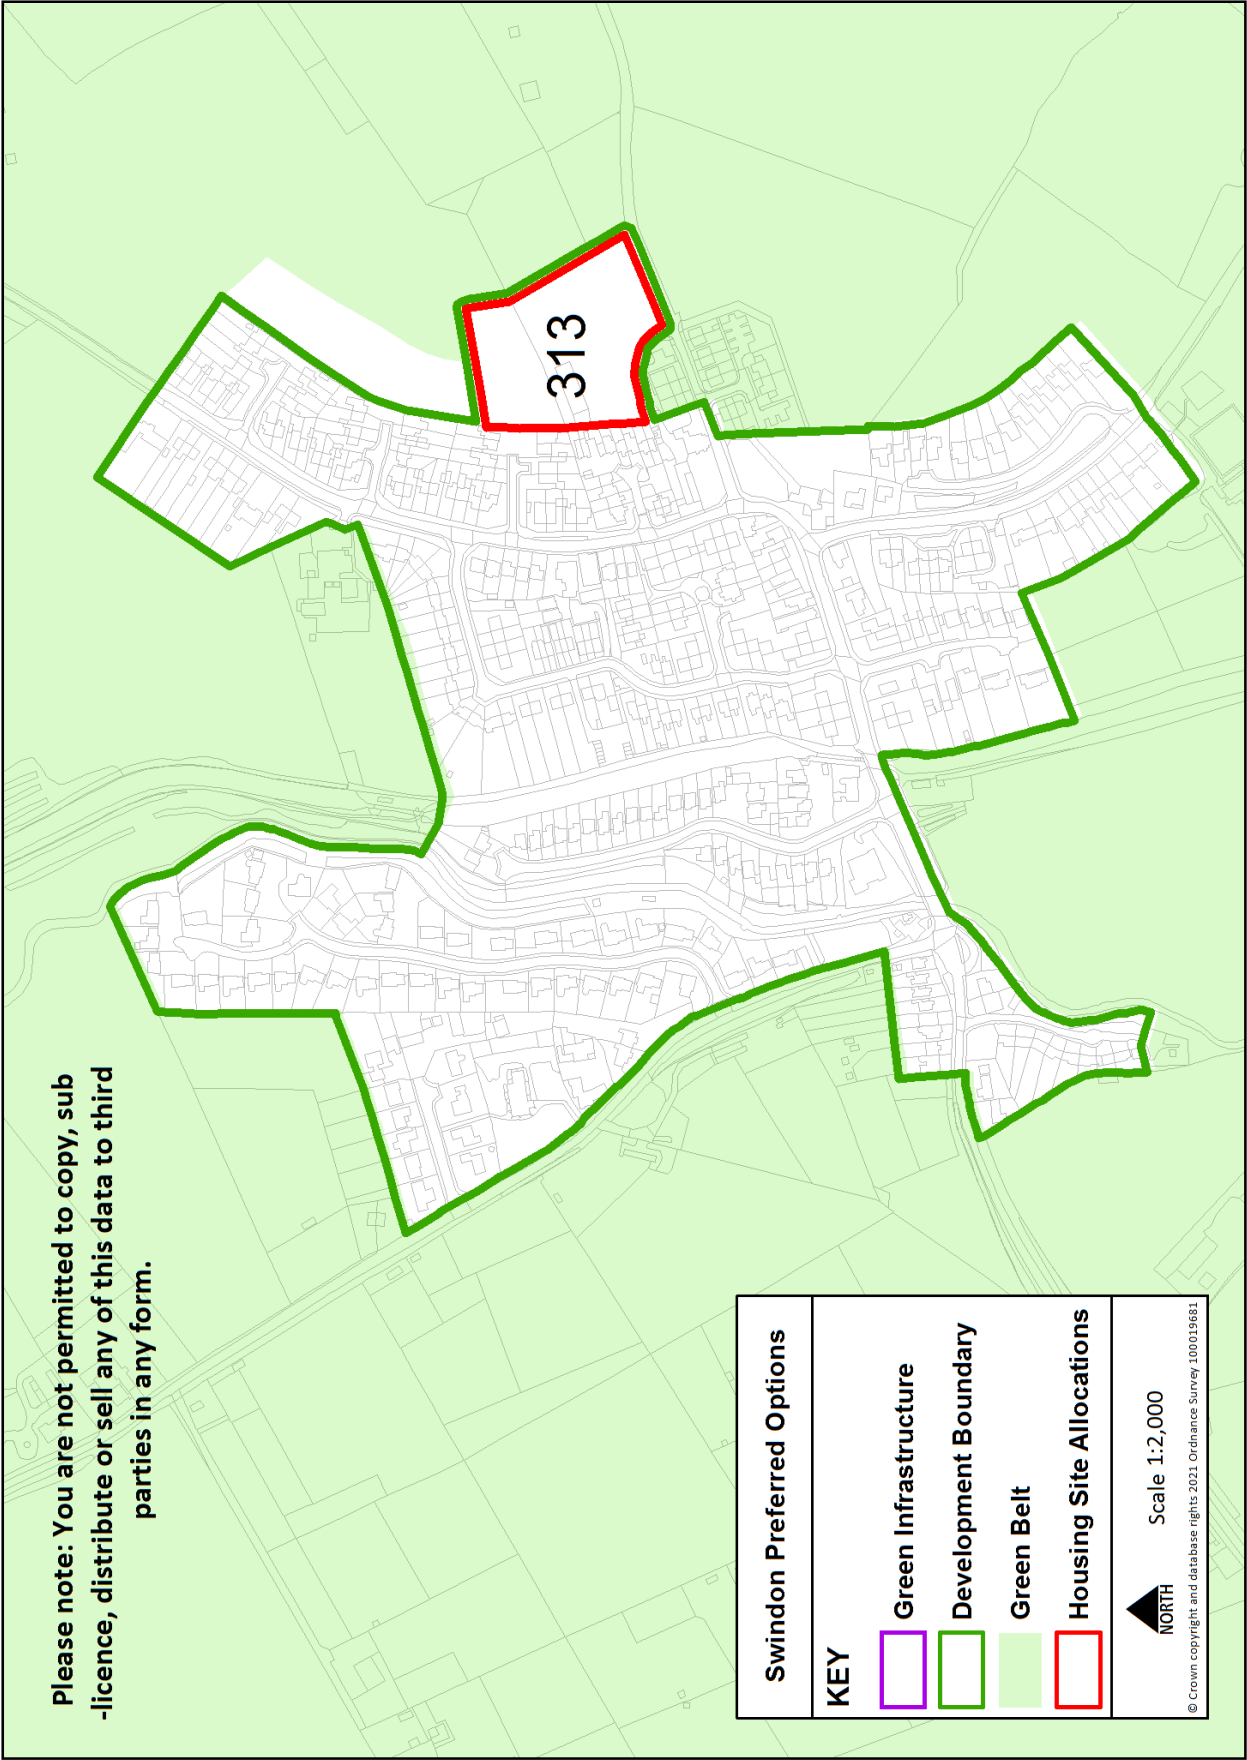 Please note: You are not permitted to copy, sub
-licence, distribute or sell any of this data to third
parties in any form.
313
Swindon Preferred Options
KEY
Green Infrastructure
Development Boundary
Green Belt
Housing Site Allocations
NORTH
Scale 1:2,000
© Crown copyright and database rights 2021 Ordnance Survey 100019681